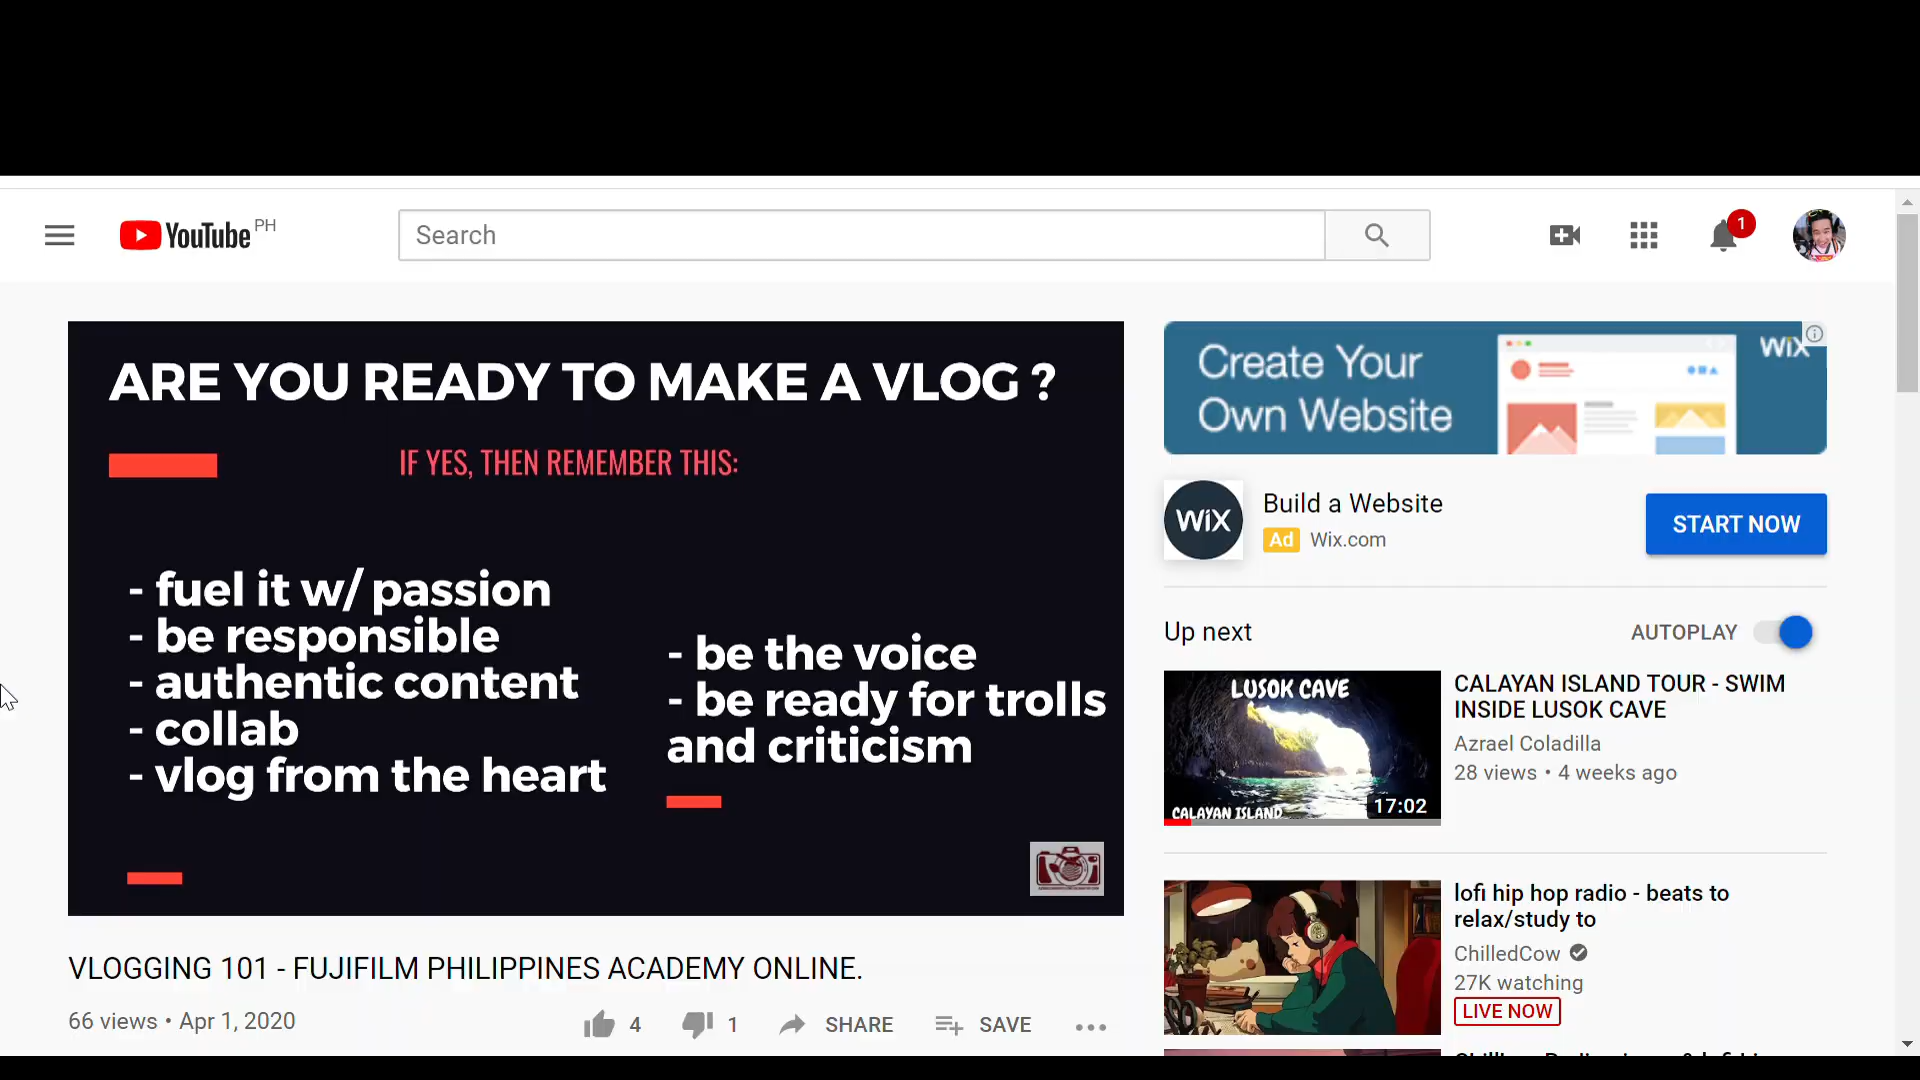 YouTube PH
Search
1
ARE YOU READY TO MAKE A VLOG ?
IF YES, THEN REMEMBER THIS:
- fuel it w/ passion
- be responsible
- authentic content
- collab
- vlog from the heart
- be the voice
- be ready for trolls
and criticism
VLOGGING 101 - FUJIFILM PHILIPPINES ACADEMY ONLINE.
66 views • Apr 1, 2020
4
1
SHARE
SAVE
Create Your
Own Website
WiX
WiX
Build a Website
Ad Wix.com
START NOW
Up next
AUTOPLAY
LUSOK CAVE
CALAYAN ISLAND
17:02
CALAYAN ISLAND TOUR - SWIM
INSIDE LUSOK CAVE
Azrael Coladilla
28 views • 4 weeks ago
lofi hip hop radio - beats to
relax/study to
ChilledCow
27K watching
LIVE NOW